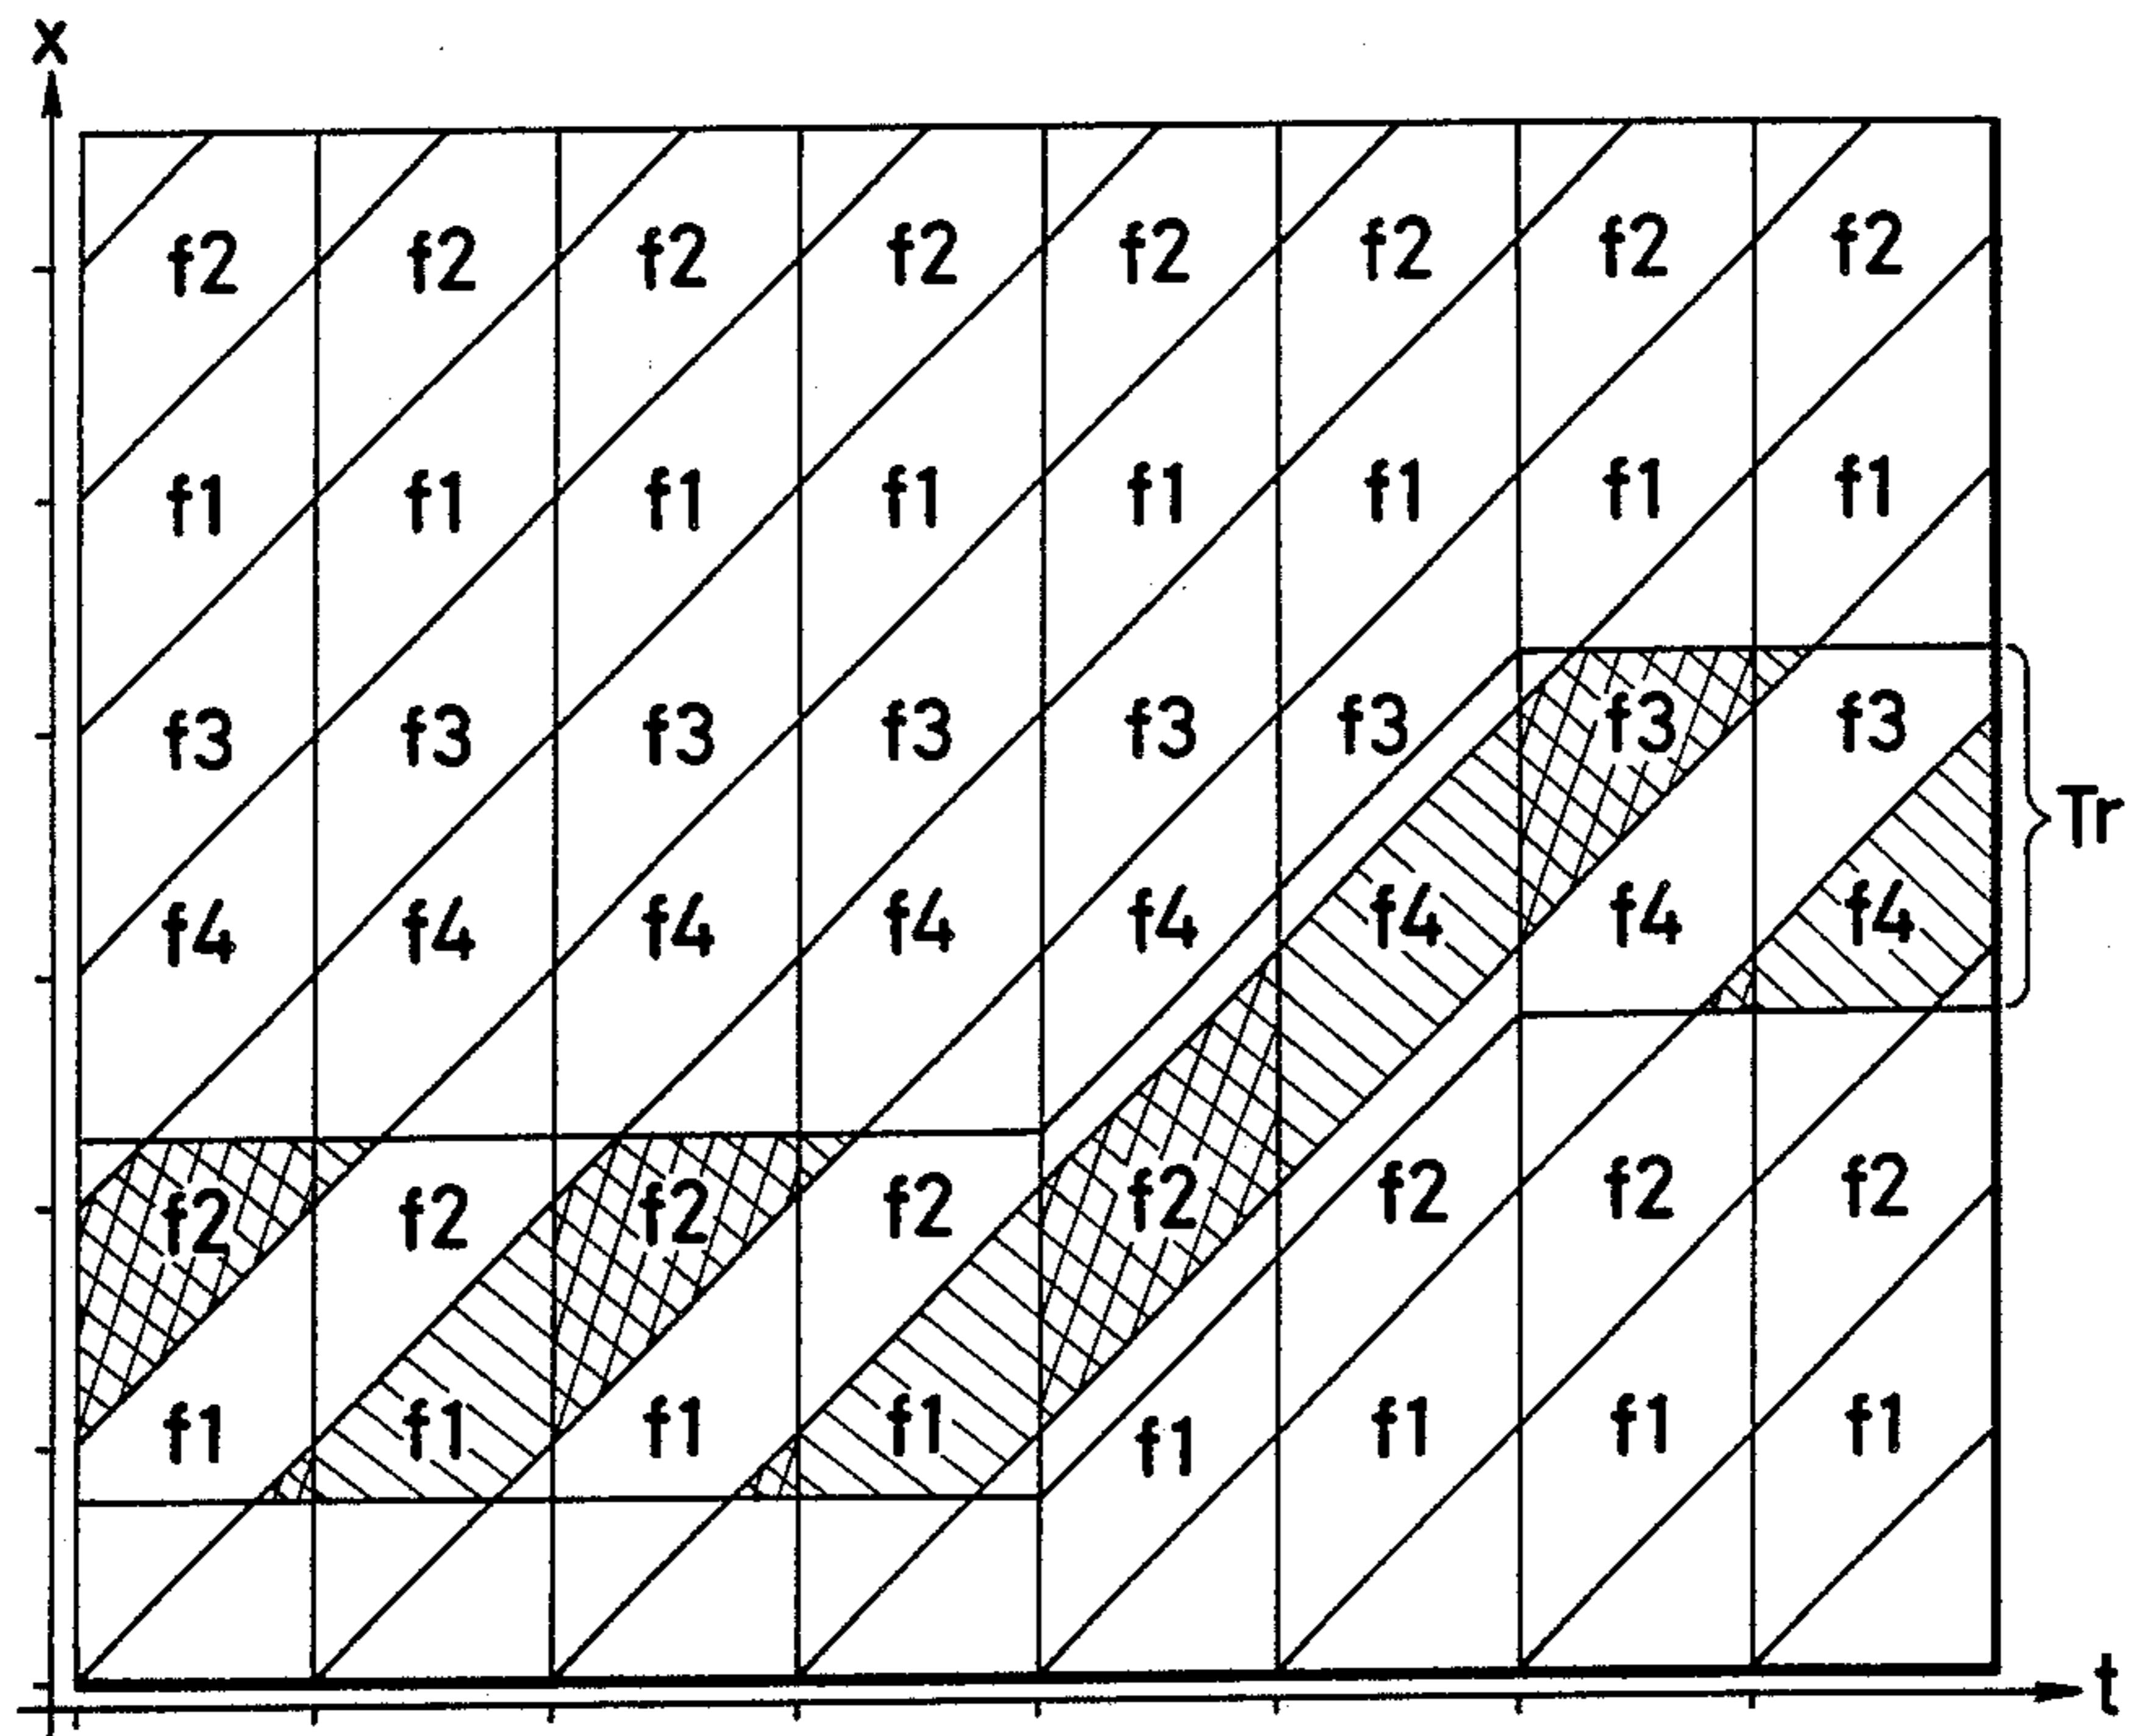 x
f2 f2 f2 f2 f2 f2 f2 f2
f1 f1 f1 f1 f1 f1 f1 f1
f3 f3 f3 f3 f3 f3 f3 f3
Tr
f4 f4 f4 f4 f4 f4 f4 f4
f2 f2 f2 f2 f2 f2 f2 f2
f1 f1 f1 f1 f1 f1 f1 f1
t